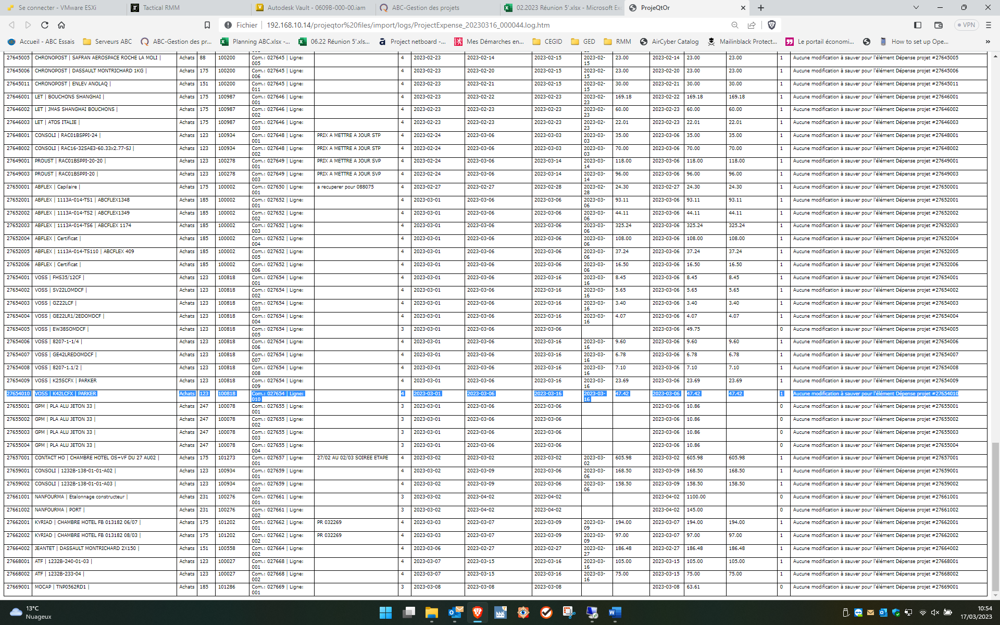 Se connecter - VMware ESXi
Tactical RMM
Autodesk Vault - 0609B-000-00.iam
ABC-Gestion des projets
02.2023 Réunion 5'.xlsx - Microsoft Exc
ProjeQtOr
Fichier
192.168.10.14/projeqtor%20files/import/logs/ProjectExpense_20230316_000044.log.htm
VPN
Accueil - ABC Essais
Serveurs ABC
ABC-Gestion des pr...
Planning ABC.xlsx -...
06.22 Réunion 5'.xls...
Project netboard -...
Mes Démarches en...
CEGID
GED
RMM
AirCyber Catalog
Mailinblack Protect...
Le portail économi...
How to set up Ope...
27645005 CHRONOPOST | SAFRAN AEROSPACE ROCHE LA MOLI | Achats 88 100200 Com.: 027645 | Ligne: 005 4 2023-02-23 2023-02-14 2023-02-15 2023-02-15 23.00 2023-02-14 23.00 23.00 1 Aucune modification à sauver pour l'élément Dépense projet #27645005
27645006 CHRONOPOST | DASSAULT MONTRICHARD 1KG | Achats 175 100200 Com.: 027645 | Ligne: 006 4 2023-02-23 2023-02-20 2023-02-15 2023-02-15 23.00 2023-02-20 23.00 23.00 1 Aucune modification à sauver pour l'élément Dépense projet #27645006
27645011 CHRONOPOST | ENLEV ANOLAQ | Achats 151 100200 Com.: 027645 | Ligne: 011 4 2023-02-23 2023-02-21 2023-02-15 2023-02-15 30.00 2023-02-21 30.00 30.00 1 Aucune modification à sauver pour l'élément Dépense projet #27645011
27646001 LET | BOUCHONS SHANGHAI | Achats 175 100987 Com.: 027646 | Ligne: 001 4 2023-02-23 2023-02-22 2023-02-23 2023-02-23 169.18 2023-02-22 169.18 169.18 1 Aucune modification à sauver pour l'élément Dépense projet #27646001
27646002 LET | JMAS SHANGHAI BOUCHONS | Achats 175 100987 Com.: 027646 | Ligne: 002 4 2023-02-23 2023-02-23 2023-02-23 2023-02-23 60.00 2023-02-23 60.00 60.00 1 Aucune modification à sauver pour l'élément Dépense projet #27646002
27646003 LET | ATOS ITALIE | Achats 175 100987 Com.: 027646 | Ligne: 003 4 2023-02-23 2023-02-23 2023-02-23 2023-02-23 22.01 2023-02-23 22.01 22.01 1 Aucune modification à sauver pour l'élément Dépense projet #27646003
27648001 CONSOLI | RAC01BSPPI-24 | Achats 123 100934 Com.: 027648 | Ligne: 001 PRIX A METTRE A JOUR STP 4 2023-02-24 2023-03-06 2023-03-03 2023-03-03 35.00 2023-03-06 35.00 35.00 1 Aucune modification à sauver pour l'élément Dépense projet #27648001
27648002 CONSOLI | RAC16-32SAE3-60.33x2.77-SJ | Achats 123 100934 Com.: 027648 | Ligne: 002 PRIX A METTRE A JOUR STP 4 2023-02-24 2023-03-06 2023-03-03 2023-03-03 70.00 2023-03-06 70.00 70.00 1 Aucune modification à sauver pour l'élément Dépense projet #27648002
27649001 PROUST | RAC01BSPPI-20-20 | Achats 123 100278 Com.: 027649 | Ligne: 001 PRIX A METTRE A JOUR SVP 4 2023-02-24 2023-03-06 2023-03-14 2023-03-14 118.00 2023-03-06 118.00 118.00 1 Aucune modification à sauver pour l'élément Dépense projet #27649001
27649003 PROUST | RAC01BSPPI-20 | Achats 123 100278 Com.: 027649 | Ligne: 003 PRIX A METTRE A JOUR SVP 4 2023-02-24 2023-03-06 2023-03-14 2023-03-14 96.00 2023-03-06 96.00 96.00 1 Aucune modification à sauver pour l'élément Dépense projet #27649003
27650001 ABFLEX | Capilaire | Achats 175 100002 Com.: 027650 | Ligne: 001 a recuperer pour 088075 4 2023-02-27 2023-02-27 2023-02-28 2023-02-28 24.30 2023-02-27 24.30 24.30 1 Aucune modification à sauver pour l'élément Dépense projet #27650001
27652001 ABFLEX | 1113A-014-TS1 | ABCFLEX1348 Achats 185 100002 Com.: 027652 | Ligne: 001 4 2023-03-01 2023-03-06 2023-03-06 2023-03-06 93.11 2023-03-06 93.11 93.11 1 Aucune modification à sauver pour l'élément Dépense projet #27652001
27652002 ABFLEX | 1113A-014-TS2 | ABCFLEX1349 Achats 185 100002 Com.: 027652 | Ligne: 002 4 2023-03-01 2023-03-06 2023-03-06 2023-03-06 44.11 2023-03-06 44.11 44.11 1 Aucune modification à sauver pour l'élément Dépense projet #27652002
27652003 ABFLEX | 1113A-014-TS6 | ABCFLEX 1174 Achats 185 100002 Com.: 027652 | Ligne: 003 4 2023-03-01 2023-03-06 2023-03-06 2023-03-06 325.24 2023-03-06 325.24 325.24 1 Aucune modification à sauver pour l'élément Dépense projet #27652003
27652004 ABFLEX | Certificat | Achats 185 100002 Com.: 027652 | Ligne: 004 4 2023-03-01 2023-03-06 2023-03-06 2023-03-06 108.00 2023-03-06 108.00 108.00 1 Aucune modification à sauver pour l'élément Dépense projet #27652004
27652005 ABFLEX | 1113A-014-TS110 | ABCFLEX 409 Achats 185 100002 Com.: 027652 | Ligne: 005 4 2023-03-01 2023-03-06 2023-03-06 2023-03-06 37.24 2023-03-06 37.24 37.24 1 Aucune modification à sauver pour l'élément Dépense projet #27652005
27652006 ABFLEX | Certificat | Achats 185 100002 Com.: 027652 | Ligne: 006 4 2023-03-01 2023-03-06 2023-03-06 2023-03-06 16.50 2023-03-06 16.50 16.50 1 Aucune modification à sauver pour l'élément Dépense projet #27652006
27654001 VOSS | FHS35/12CF | Achats 123 100818 Com.: 027654 | Ligne: 001 4 2023-03-01 2023-03-06 2023-03-16 2023-03-16 8.45 2023-03-06 8.45 8.45 1 Aucune modification à sauver pour l'élément Dépense projet #27654001
27654002 VOSS | SV22LOMDCF | Achats 123 100818 Com.: 027654 | Ligne: 002 4 2023-03-01 2023-03-06 2023-03-16 2023-03-16 5.65 2023-03-06 5.65 5.65 1 Aucune modification à sauver pour l'élément Dépense projet #27654002
27654003 VOSS | GZ22LCF | Achats 123 100818 Com.: 027654 | Ligne: 003 4 2023-03-01 2023-03-06 2023-03-16 2023-03-16 3.40 2023-03-06 3.40 3.40 1 Aucune modification à sauver pour l'élément Dépense projet #27654003
27654004 VOSS | GE22LR1/2EDOMDCF | Achats 123 100818 Com.: 027654 | Ligne: 004 4 2023-03-01 2023-03-06 2023-03-16 2023-03-16 4.07 2023-03-06 4.07 4.07 1 Aucune modification à sauver pour l'élément Dépense projet #27654004
27654005 VOSS | EW38SOMDCF | Achats 123 100818 Com.: 027654 | Ligne: 005 3 2023-03-01 2023-03-06 2023-03-06 2023-03-06 49.75 0 Aucune modification à sauver pour l'élément Dépense projet #27654005
27654006 VOSS | 8207-1-1/4 | Achats 123 100818 Com.: 027654 | Ligne: 006 4 2023-03-01 2023-03-06 2023-03-16 2023-03-16 9.60 2023-03-06 9.60 9.60 1 Aucune modification à sauver pour l'élément Dépense projet #27654006
27654007 VOSS | GE42LREDOMDCF | Achats 123 100818 Com.: 027654 | Ligne: 007 4 2023-03-01 2023-03-06 2023-03-16 2023-03-16 6.78 2023-03-06 6.78 6.78 1 Aucune modification à sauver pour l'élément Dépense projet #27654007
27654008 VOSS | 8207-1.1/2 | Achats 123 100818 Com.: 027654 | Ligne: 008 4 2023-03-01 2023-03-06 2023-03-16 2023-03-16 7.10 2023-03-06 7.10 7.10 1 Aucune modification à sauver pour l'élément Dépense projet #27654008
27654009 VOSS | K25SCFX | PARKER Achats 123 100818 Com.: 027654 | Ligne: 009 4 2023-03-01 2023-03-06 2023-03-16 2023-03-16 23.69 2023-03-06 23.69 23.69 1 Aucune modification à sauver pour l'élément Dépense projet #27654009
27654010 VOSS | K42LCFX | PARKER Achats 123 100818 Com.: 027654 | Ligne: 010 4 2023-03-01 2023-03-06 2023-03-16 2023-03-16 47.42 2023-03-06 47.42 47.42 1 Aucune modification à sauver pour l'élément Dépense projet #27654010
27655001 GPM | PLA ALU JETON 33 | Achats 247 100078 Com.: 027655 | Ligne: 001 3 2023-03-01 2023-03-06 2023-03-06 2023-03-06 10.86 0 Aucune modification à sauver pour l'élément Dépense projet #27655001
27655002 GPM | PLA ALU JETON 33 | Achats 247 100078 Com.: 027655 | Ligne: 002 3 2023-03-01 2023-03-06 2023-03-06 2023-03-06 10.86 0 Aucune modification à sauver pour l'élément Dépense projet #27655002
27655003 GPM | PLA ALU JETON 33 | Achats 247 100078 Com.: 027655 | Ligne: 003 3 2023-03-01 2023-03-06 2023-03-06 2023-03-06 10.86 0 Aucune modification à sauver pour l'élément Dépense projet #27655003
27655004 GPM | PLA ALU JETON 33 | Achats 247 100078 Com.: 027655 | Ligne: 004 3 2023-03-01 2023-03-06 2023-03-06 2023-03-06 10.86 0 Aucune modification à sauver pour l'élément Dépense projet #27655004
27657001 CONTACT HO | CHAMBRE HOTEL OS+VF DU 27 AU02 | Achats 175 101273 Com.: 027657 | Ligne: 001 27/02 AU 02/03 SOIREE ETAPE 4 2023-03-02 2023-03-02 2023-03-02 2023-03-02 605.98 2023-03-02 605.98 605.98 1 Aucune modification à sauver pour l'élément Dépense projet #27657001
27659001 CONSOLI | 1232B-138-01-01-A02 | Achats 123 100934 Com.: 027659 | Ligne: 001 4 2023-03-02 2023-03-09 2023-03-06 2023-03-06 168.50 2023-03-09 168.50 168.50 1 Aucune modification à sauver pour l'élément Dépense projet #27659001
27659002 CONSOLI | 1232B-138-01-01-A03 | Achats 123 100934 Com.: 027659 | Ligne: 002 4 2023-03-02 2023-03-09 2023-03-06 2023-03-06 158.50 2023-03-09 158.50 158.50 1 Aucune modification à sauver pour l'élément Dépense projet #27659002
27661001 NANFOURMA | Etalonnage constructeur | Achats 231 100276 Com.: 027661 | Ligne: 001 3 2023-03-02 2023-04-02 2023-04-02 2023-04-02 1100.00 0 Aucune modification à sauver pour l'élément Dépense projet #27661001
27661002 NANFOURMA | PORT | Achats 231 100276 Com.: 027661 | Ligne: 002 3 2023-03-02 2023-04-02 2023-04-02 2023-04-02 145.00 0 Aucune modification à sauver pour l'élément Dépense projet #27661002
27662001 KYRIAD | CHAMBRE HOTEL FB 013182 06/07 | Achats 175 101202 Com.: 027662 | Ligne: 001 PR 032269 4 2023-03-03 2023-03-07 2023-03-09 2023-03-09 194.00 2023-03-07 194.00 194.00 1 Aucune modification à sauver pour l'élément Dépense projet #27662001
27662002 KYRIAD | CHAMBRE HOTEL FB 013182 08/03 | Achats 175 101202 Com.: 027662 | Ligne: 002 PR 032269 4 2023-03-03 2023-03-07 2023-03-09 2023-03-09 97.00 2023-03-07 97.00 97.00 1 Aucune modification à sauver pour l'élément Dépense projet #27662002
27664002 JEANTET | DASSAULT MONTRICHARD 2X150 | Achats 151 100558 Com.: 027664 | Ligne: 002 4 2023-03-06 2023-02-27 2023-02-27 2023-02-27 186.48 2023-02-27 186.48 186.48 1 Aucune modification à sauver pour l'élément Dépense projet #27664002
27668001 ATF | 1232B-240-01-03 | Achats 123 100027 Com.: 027668 | Ligne: 001 4 2023-03-07 2023-03-15 2023-03-16 2023-03-16 105.00 2023-03-15 105.00 105.00 1 Aucune modification à sauver pour l'élément Dépense projet #27668001
27668002 ATF | 1232B-233-04 | Achats 123 100027 Com.: 027668 | Ligne: 002 4 2023-03-07 2023-03-15 2023-03-16 2023-03-16 75.00 2023-03-15 75.00 75.00 1 Aucune modification à sauver pour l'élément Dépense projet #27668002
27669001 MOCAP | TNP0562RD1 | Achats 185 101286 Com.: 027669 | Ligne: 001 3 2023-03-08 2023-03-08 2023-03-08 2023-03-08 63.61 0 Aucune modification à sauver pour l'élément Dépense projet #27669001
13°C
Nuageux
10:54
17/03/2023